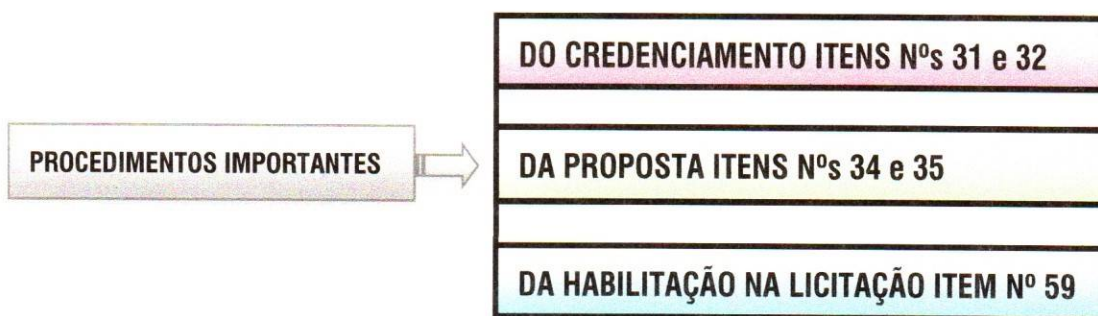 PROCEDIMENTOS IMPORTANTES
DO CREDENCIAMENTO ITENS Nºs 31 e 32
DA PROPOSTA ITENS Nºs 34 e 35
DA HABILITAÇÃO NA LICITAÇÃO ITEM Nº 59